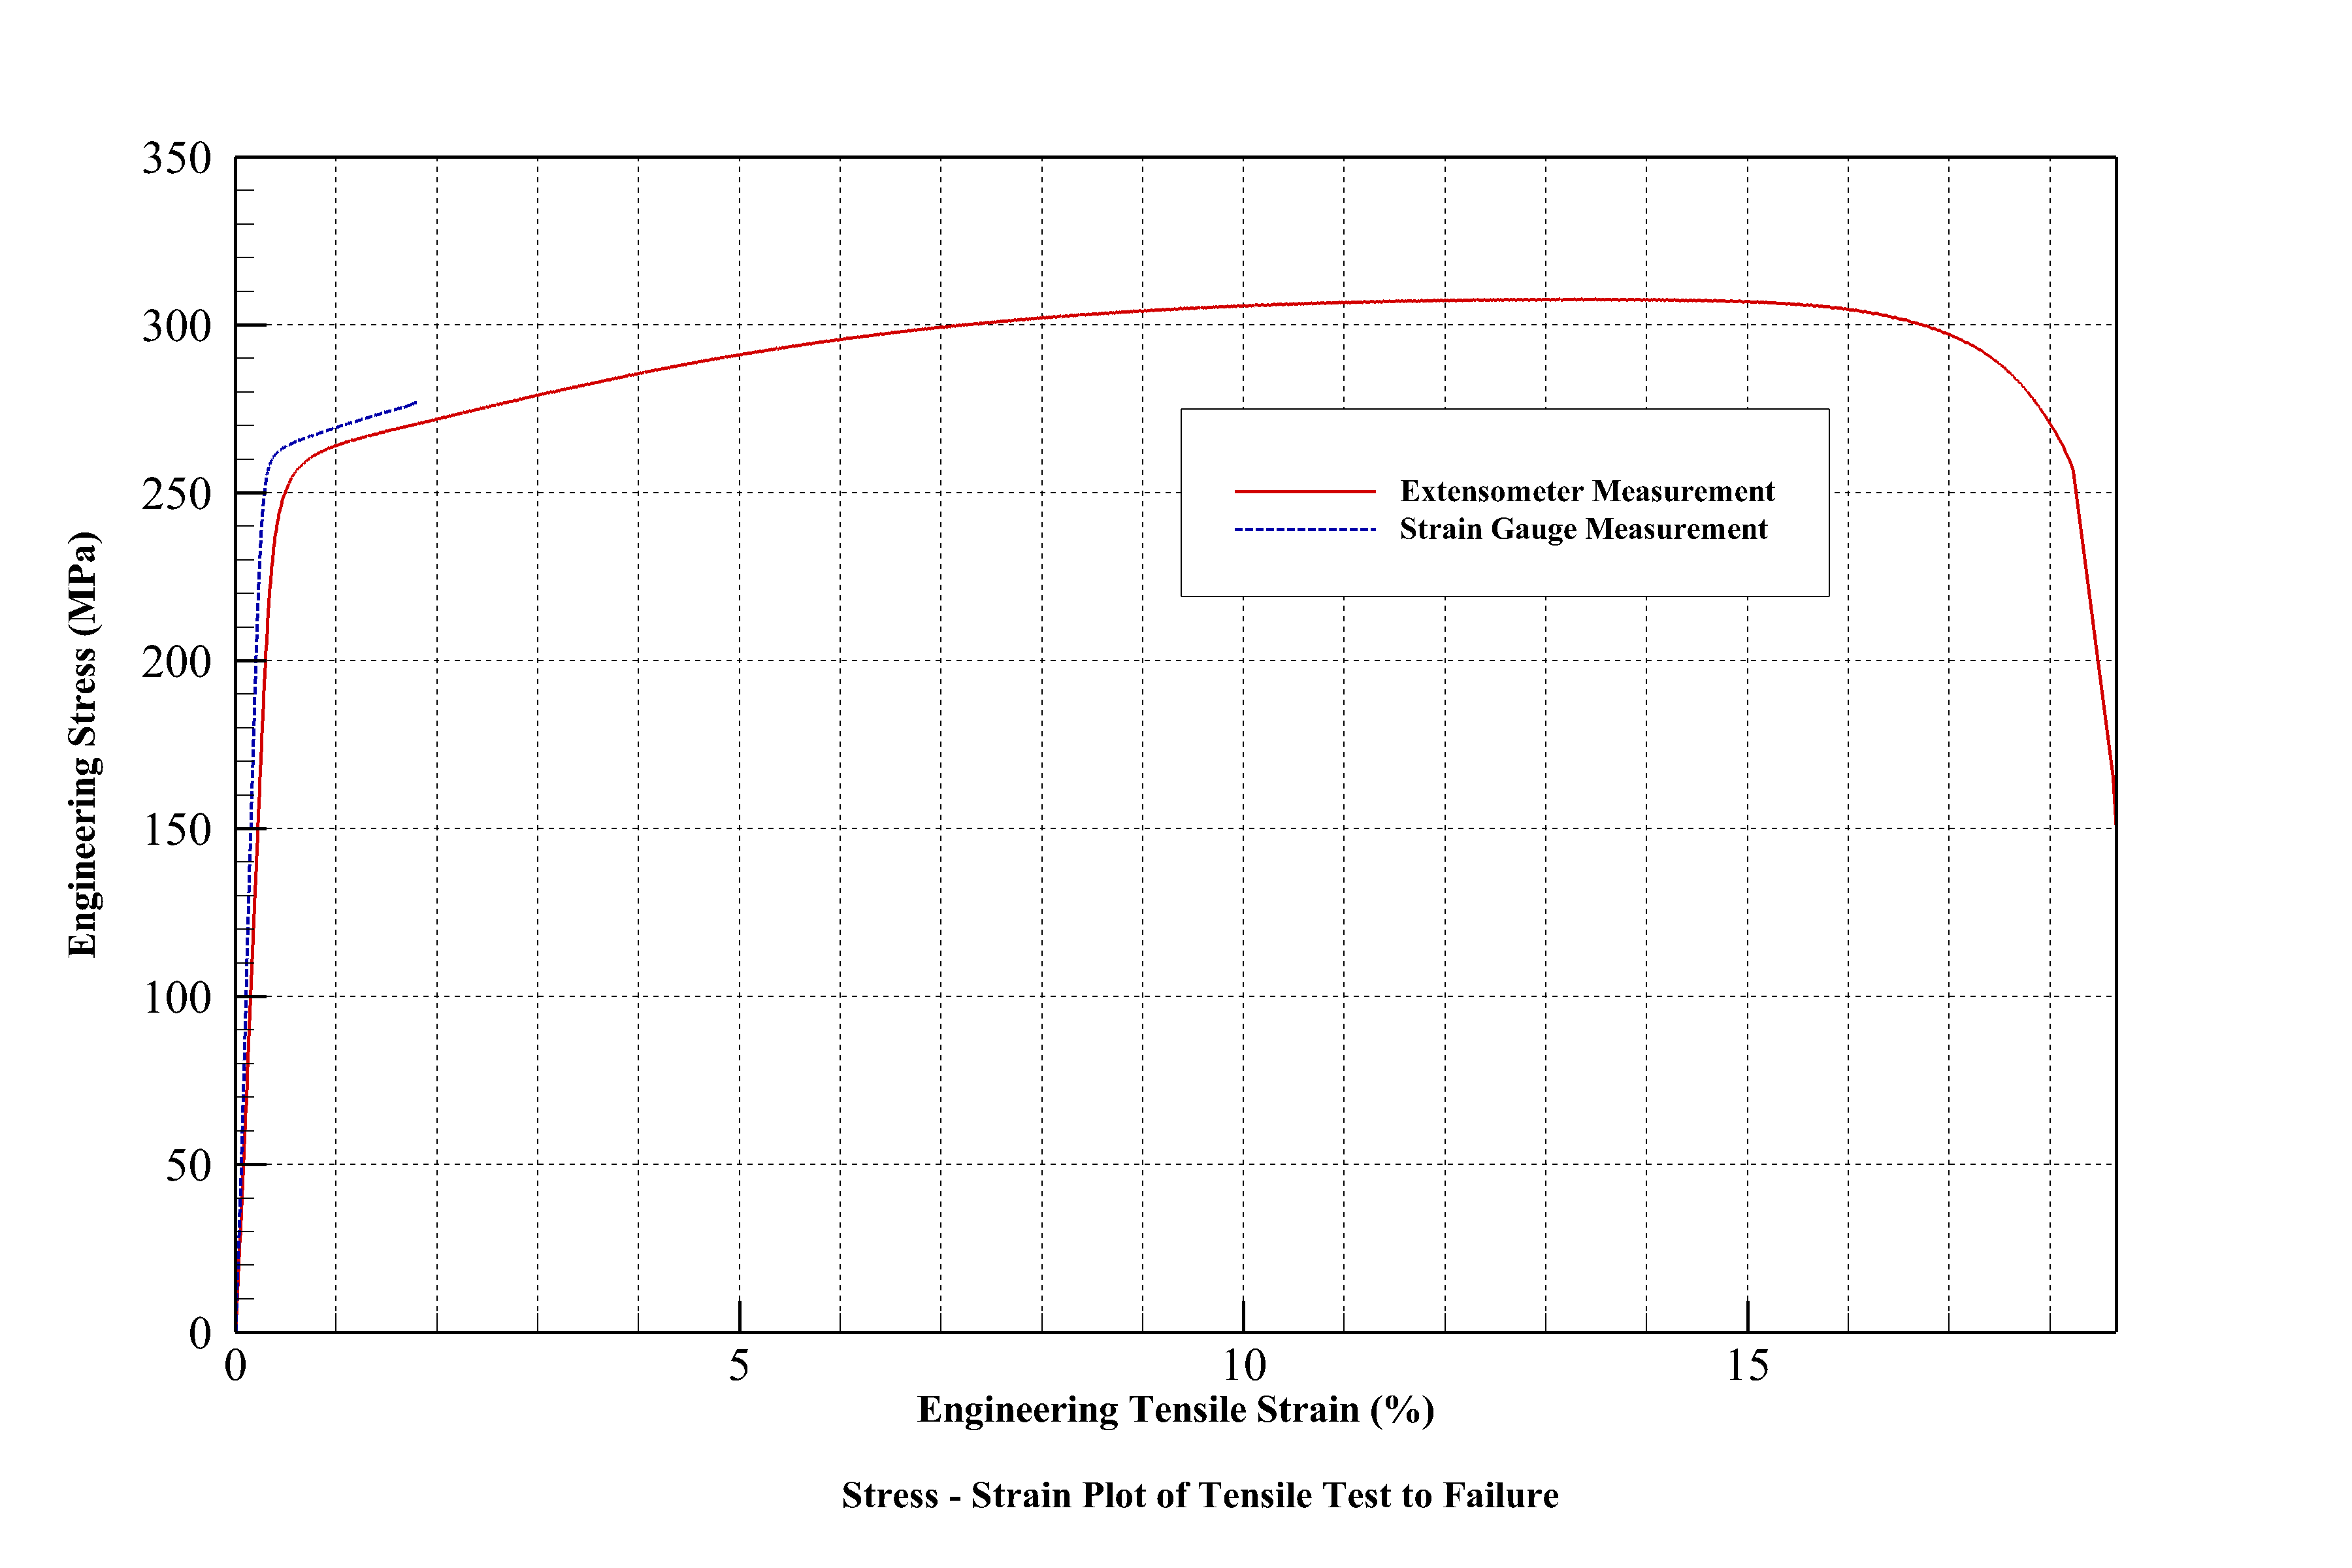 350
300
250
200
150
100
50
0
Engineering Stress (MPa)
Extensometer Measurement
Strain Gauge Measurement
0 5 10 15
Engineering Tensile Strain (%)
Stress - Strain Plot of Tensile Test to Failure